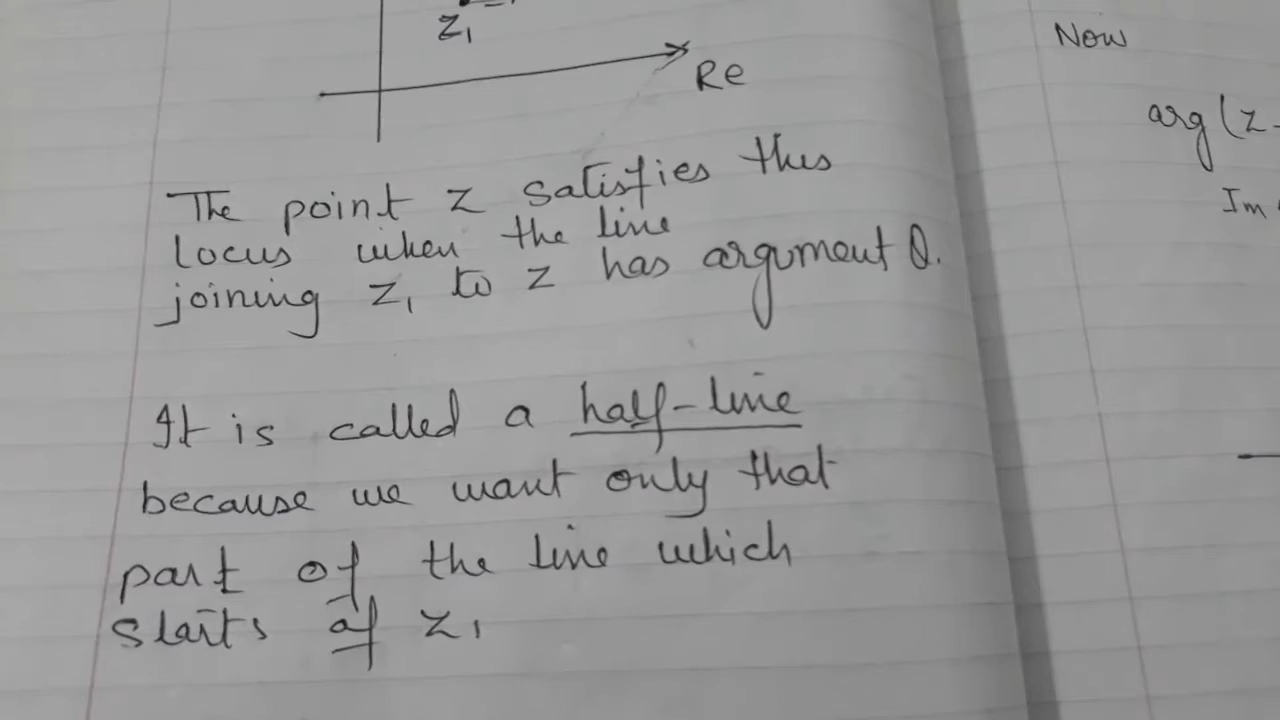 z₁
Re
The point z satisfies this
locus when the line
joining z₁ to z has argument θ.
It is called a half-line
because we want only that
part of the line which
starts at z₁
Now
arg(z-
Im